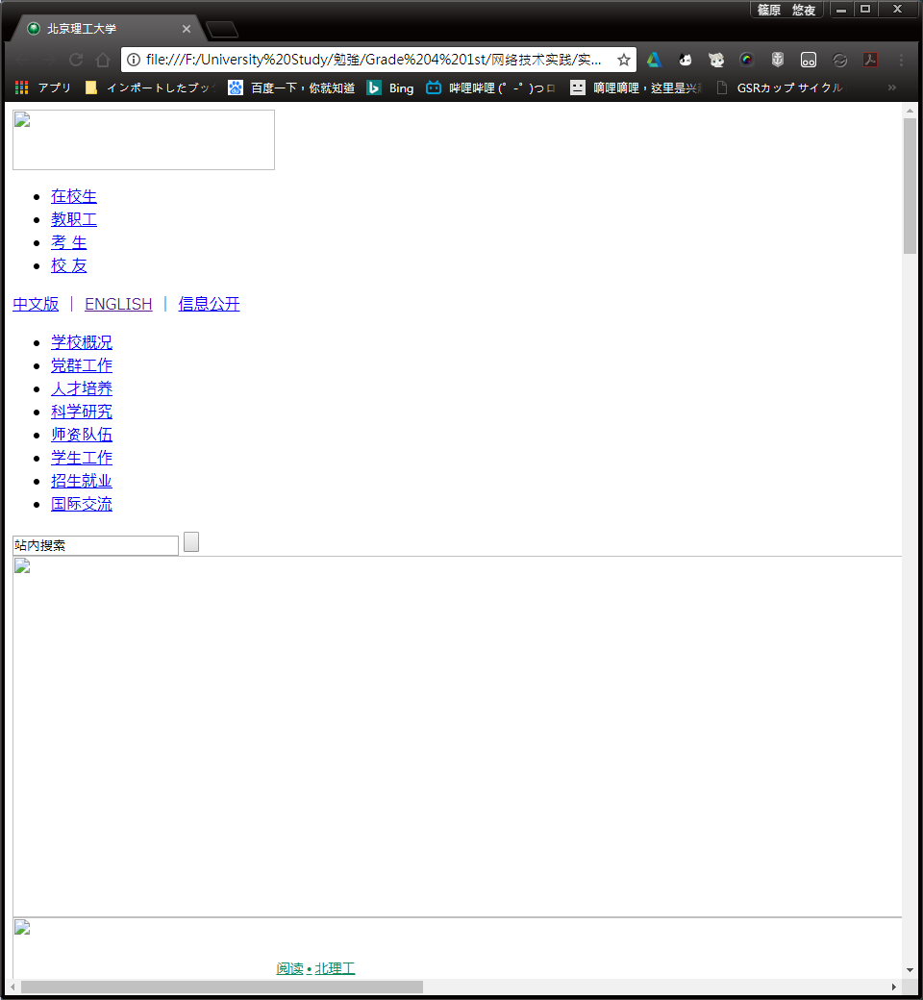 篠原 悠夜
北京理工大学
file:///F:/University%20Study/勉強/Grade%204%201st/网络技术实践/实...
アプリ インポートしたブッ 百度一下，你就知道 Bing 哔哩哔哩 (゜-゜)つロ 嘀哩嘀哩，这里是兴 GSRカップ サイクル »
在校生
教职工
考 生
校 友
中文版 | ENGLISH | 信息公开
学校概况
党群工作
人才培养
科学研究
师资队伍
学生工作
招生就业
国际交流
站内搜索
阅读 • 北理工